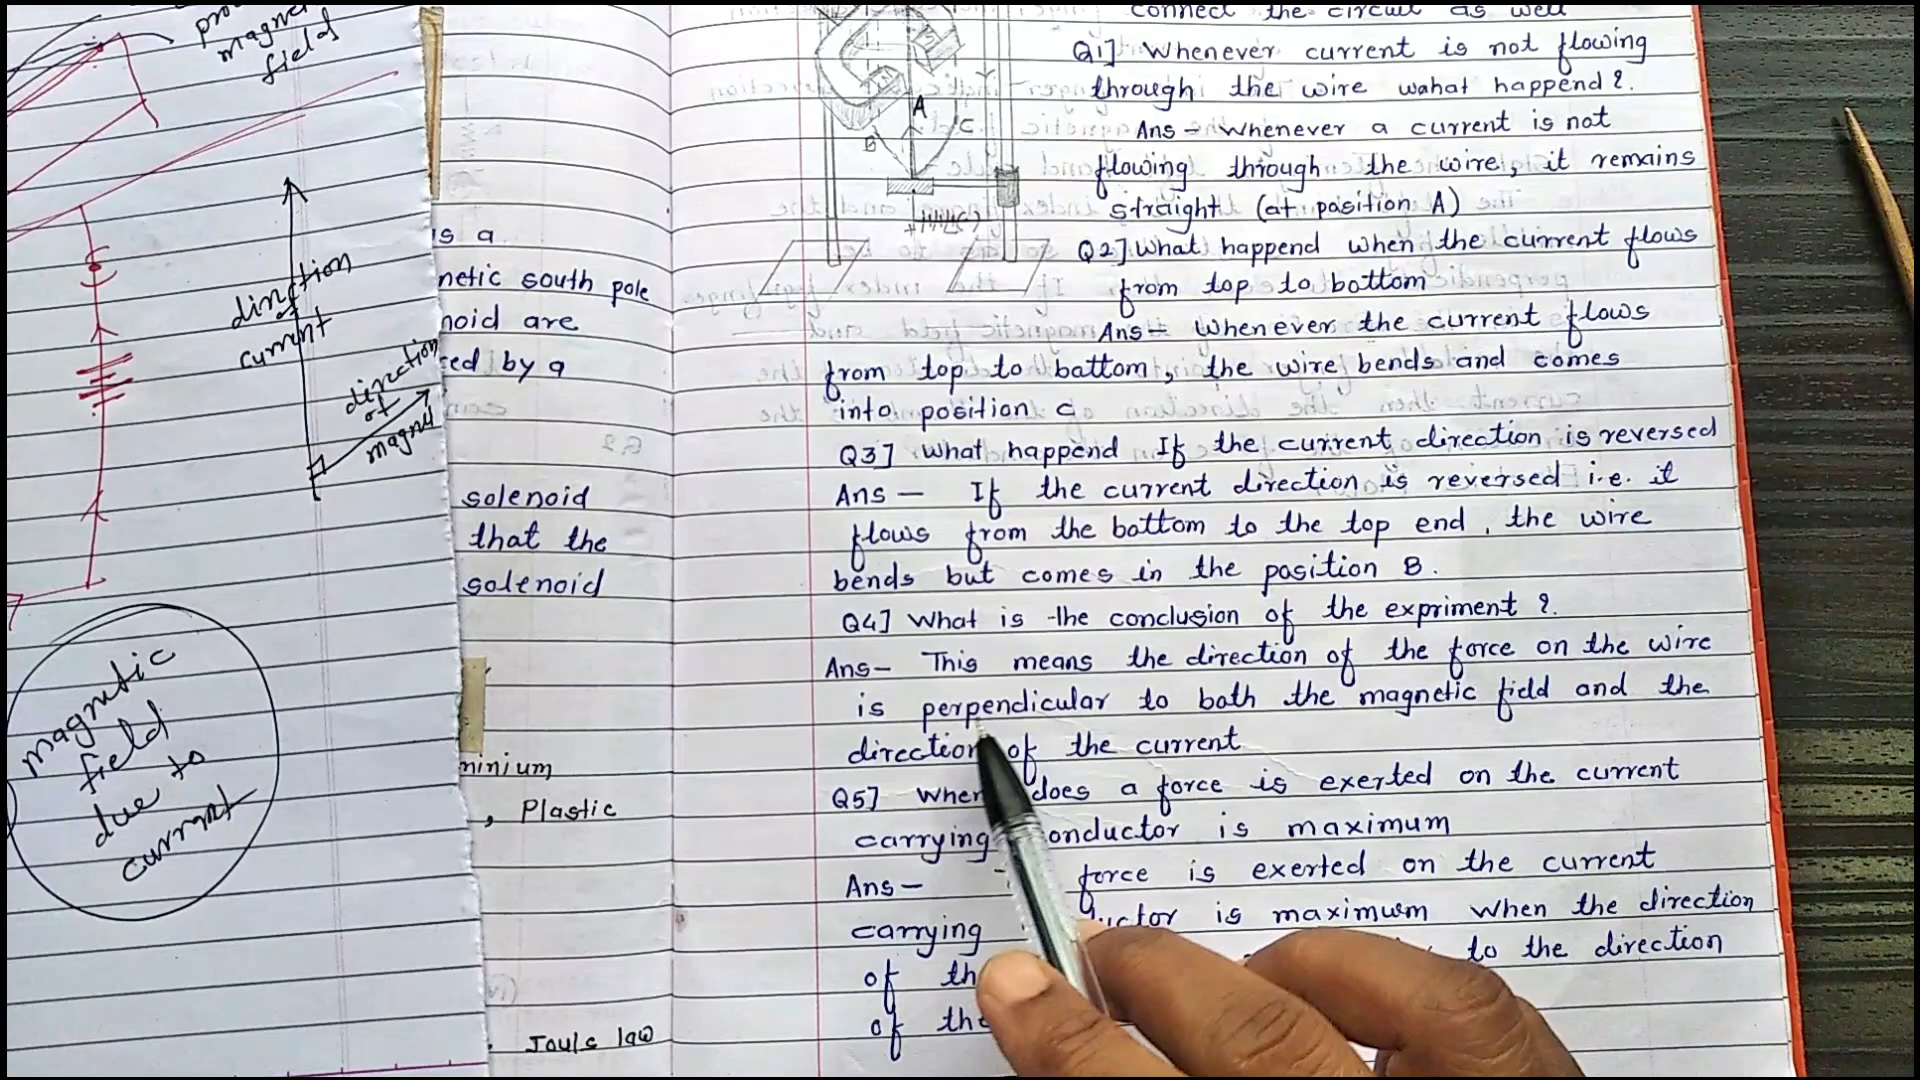 produ
magnet
field
direction
of
current
direction
of
magnet
magnetic
field
due to
current
is a
netic south pole
noid are
ced by a
solenoid
that the
solenoid
minium
, Plastic
Jouls law
A
B
C
connect the circuit as well
Q1] Whenever current is not flowing
through the wire wahat happend ?.
Ans - Whenever a current is not
flowing through the wire, it remains
straight (at position A)
Q2] What happend when the current flows
from top to bottom
Ans - Whenever the current flows
from top to battom, the wire bends and comes
into position C
Q3] What happend If the current direction is reversed
Ans - If the current direction is reversed i.e. it
flows from the bottom to the top end, the wire
bends but comes in the position B.
Q4] What is the conclusion of the expriment ?.
Ans- This means the direction of the force on the wire
is perpendicular to both the magnetic field and the
direction of the current
Q5] When does a force is exerted on the current
carrying conductor is maximum
Ans - force is exerted on the current
carrying uctor is maximum when the direction
of th to the direction
of the